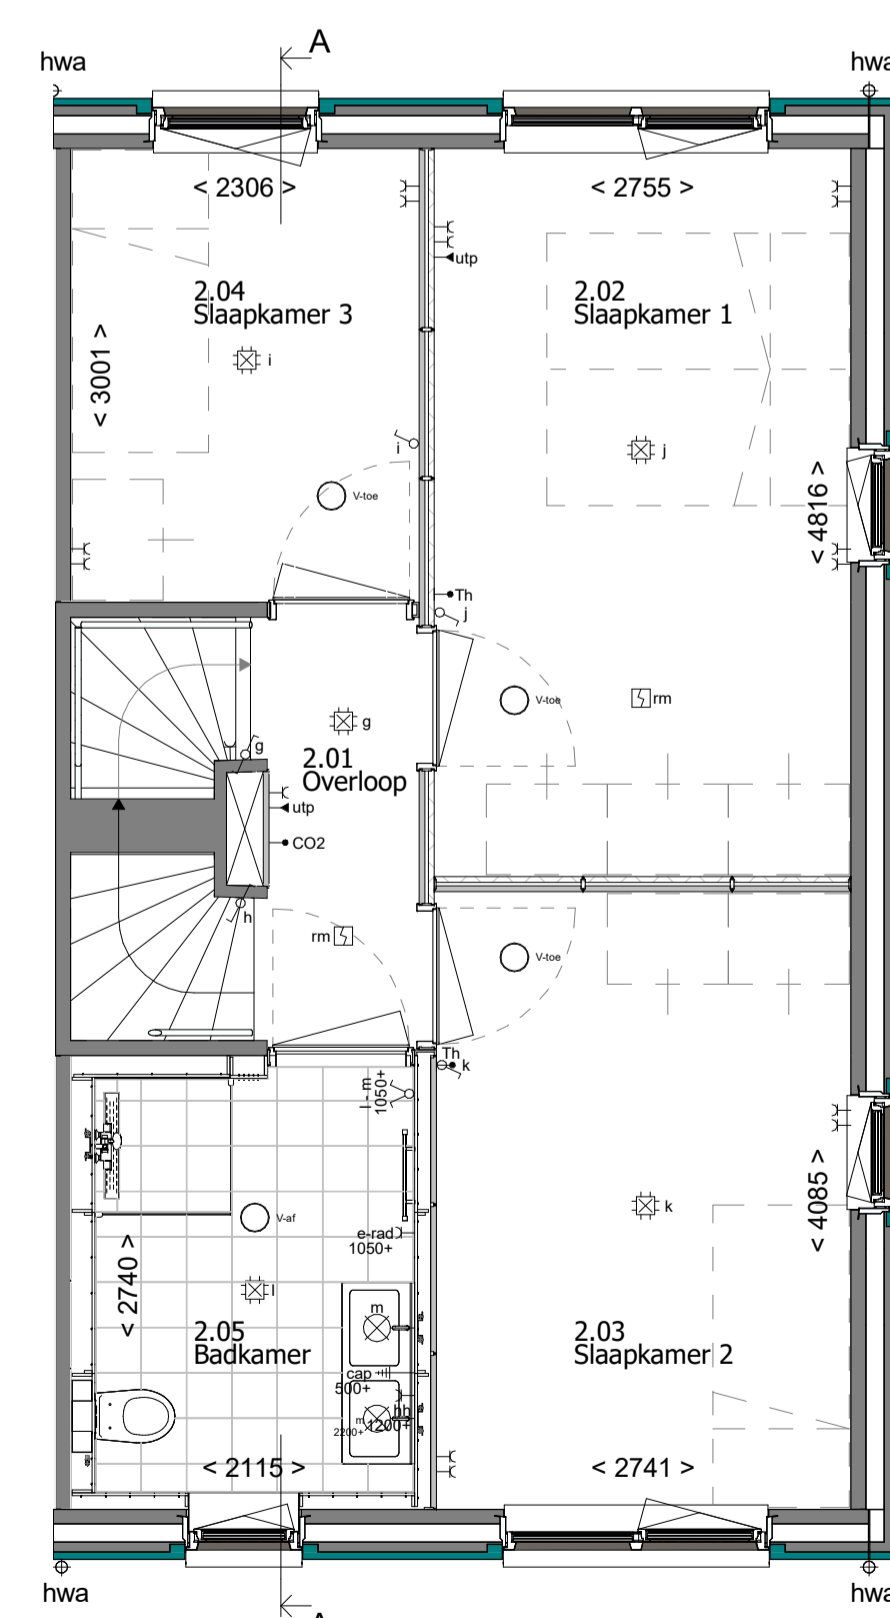 A
hwa
hwa
< 2306 >
< 2755 >
utp
2.04
Slaapkamer 3
2.02
Slaapkamer 1
< 3001 >
i
j
i
< 4816 >
V-toe
Th
j
V-toe
rm
g
g
2.01
Overloop
utp
CO2
h
rm
V-toe
Th
k
l - m
1050+
k
< 4085 >
V-af
e-rad
1050+
< 2740 >
l
m
2.05
Badkamer
2.03
Slaapkamer 2
cap
500+
hh
1200+
m
2200+
< 2115 >
< 2741 >
hwa
hwa
A